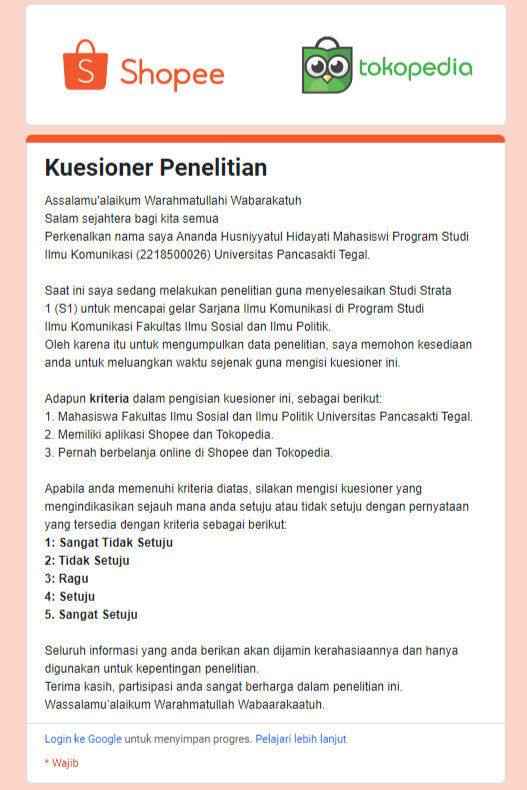 S Shopee
tokopedia
Kuesioner Penelitian
Assalamu'alaikum Warahmatullahi Wabarakatuh
Salam sejahtera bagi kita semua
Perkenalkan nama saya Ananda Husniyyatul Hidayati Mahasiswi Program Studi
Ilmu Komunikasi (2218500026) Universitas Pancasakti Tegal.
Saat ini saya sedang melakukan penelitian guna menyelesaikan Studi Strata
1 (S1) untuk mencapai gelar Sarjana Ilmu Komunikasi di Program Studi
Ilmu Komunikasi Fakultas Ilmu Sosial dan Ilmu Politik.
Oleh karena itu untuk mengumpulkan data penelitian, saya memohon kesediaan
anda untuk meluangkan waktu sejenak guna mengisi kuesioner ini.
Adapun kriteria dalam pengisian kuesioner ini, sebagai berikut:
1. Mahasiswa Fakultas Ilmu Sosial dan Ilmu Politik Universitas Pancasakti Tegal.
2. Memiliki aplikasi Shopee dan Tokopedia.
3. Pernah berbelanja online di Shopee dan Tokopedia.
Apabila anda memenuhi kriteria diatas, silakan mengisi kuesioner yang
mengindikasikan sejauh mana anda setuju atau tidak setuju dengan pernyataan
yang tersedia dengan kriteria sebagai berikut:
1: Sangat Tidak Setuju
2: Tidak Setuju
3: Ragu
4: Setuju
5. Sangat Setuju
Seluruh informasi yang anda berikan akan dijamin kerahasiaannya dan hanya
digunakan untuk kepentingan penelitian.
Terima kasih, partisipasi anda sangat berharga dalam penelitian ini.
Wassalamu'alaikum Warahmatullah Wabaarakaatuh.
Login ke Google untuk menyimpan progres. Pelajari lebih lanjut
* Wajib